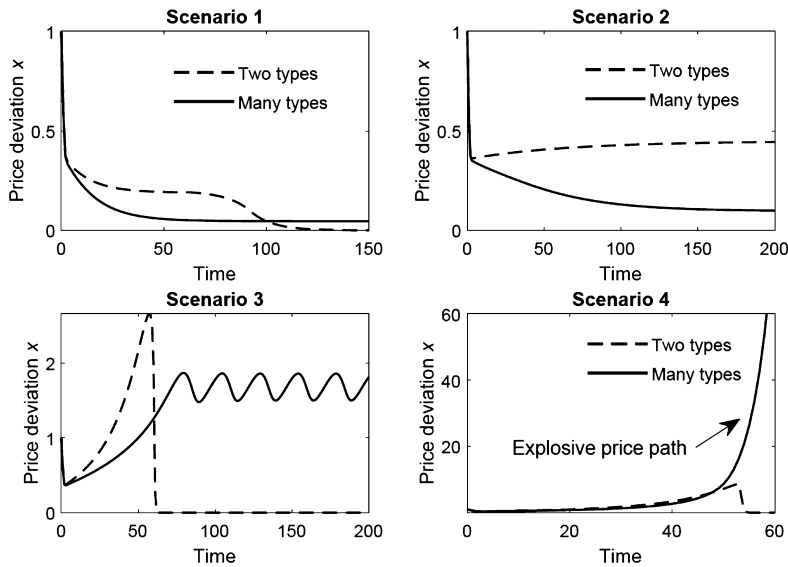 Scenario 1
Price deviation x
1
0.5
0
Two types
Many types
0
50
100
150
Time
Scenario 2
Price deviation x
1
0.5
0
Two types
Many types
0
50
100
150
200
Time
Scenario 3
Price deviation x
2
1
0
0
50
100
150
200
Time
Scenario 4
Price deviation x
60
40
20
Two types
Many types
Explosive price path
0
20
40
60
Time